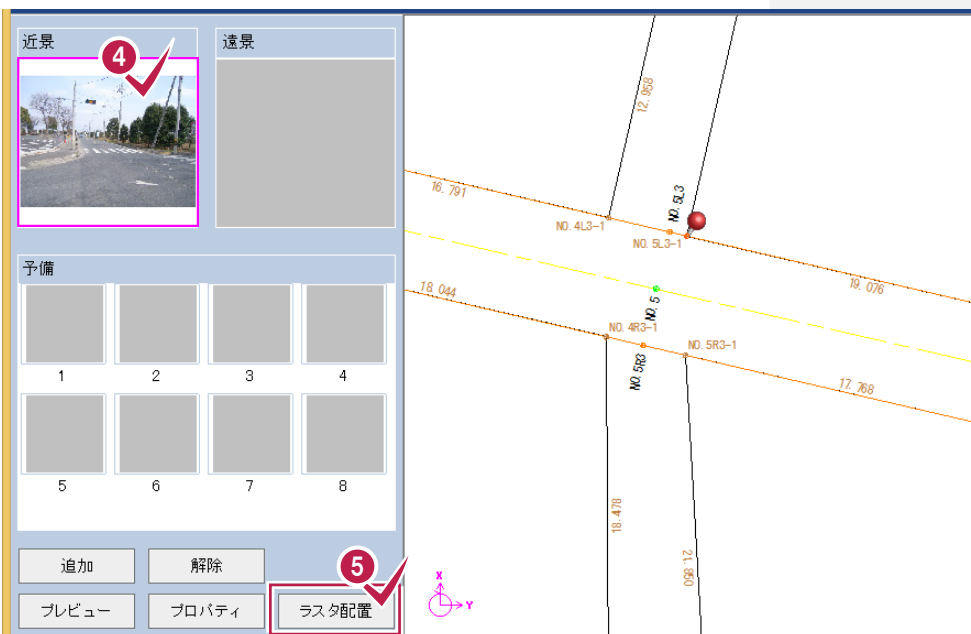 近景
遠景
4
予備
1 2 3 4
5 6 7 8
追加 解除
5
プレビュー プロパティ ラスタ配置
12.958
16.791
NO.4L3-1
NO.5L3
NO.5L3-1
19.076
18.044
NO.5
NO.4R3-1
NO.5R3-1
NO.5R3
17.768
18.478
21.850
X
Y